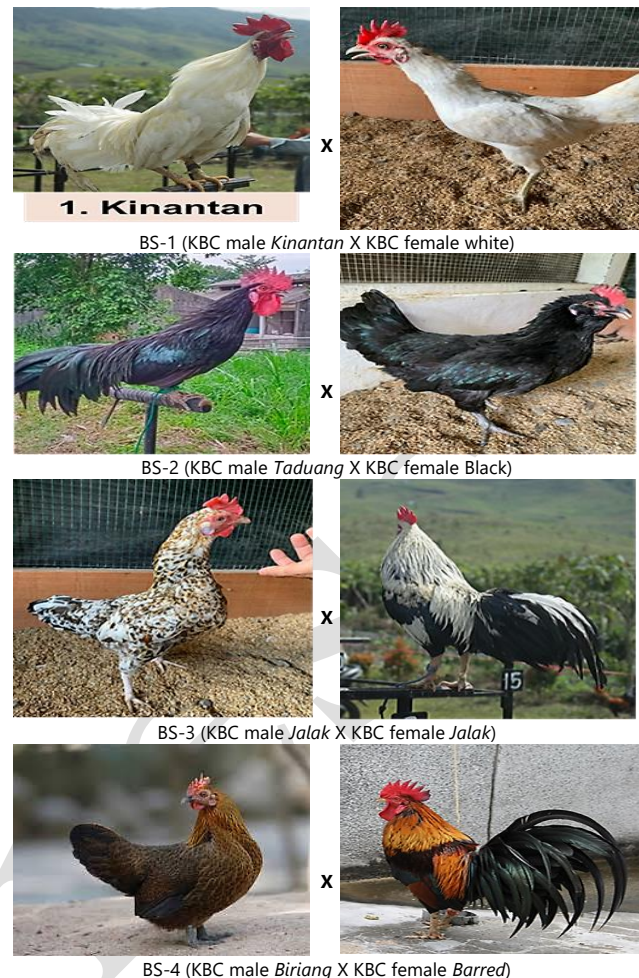 x
1. Kinantan
BS-1 (KBC male Kinantan X KBC female white)
x
BS-2 (KBC male Taduang X KBC female Black)
x
15
BS-3 (KBC male Jalak X KBC female Jalak)
x
BS-4 (KBC male Biriang X KBC female Barred)